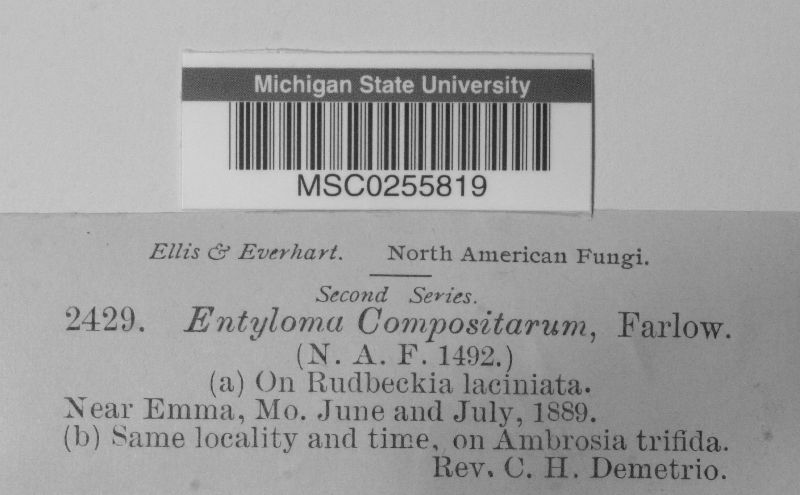 Michigan State University
MSC0255819
Ellis & Everhart. North American Fungi.
Second Series.
2429. Entyloma Compositarum, Farlow.
(N. A. F. 1492.)
(a) On Rudbeckia laciniata.
Near Emma, Mo. June and July, 1889.
(b) Same locality and time, on Ambrosia trifida.
Rev. C. H. Demetrio.